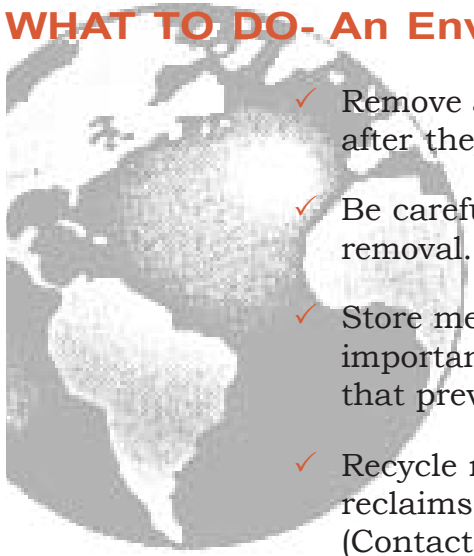 WHAT TO DO- An Env
Remove a
after the
Be carefu
removal.
Store me
importan
that prev
Recycle r
reclaims
(Contact